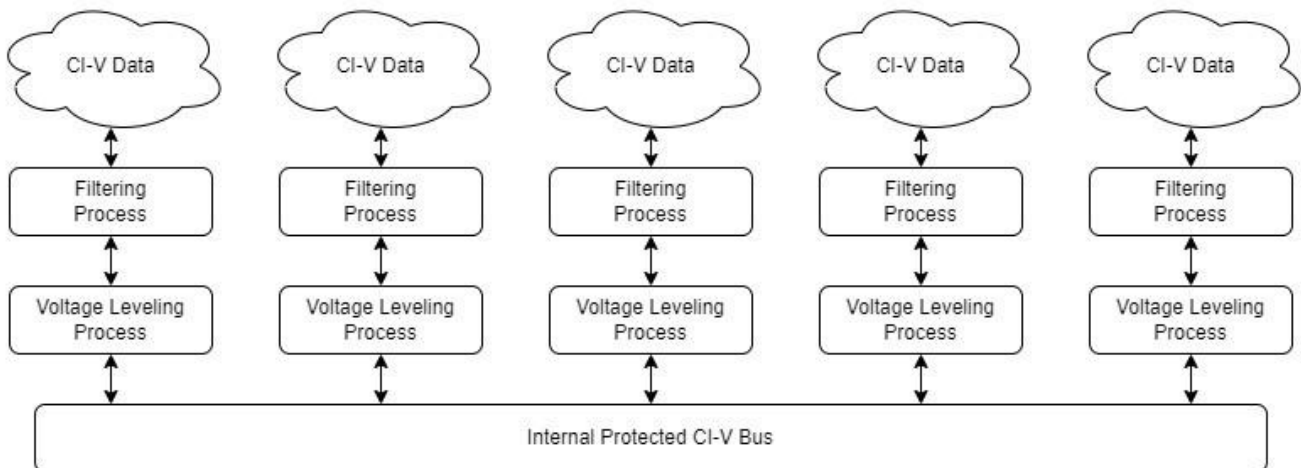 CI-V Data
CI-V Data
CI-V Data
CI-V Data
CI-V Data
Filtering
Process
Filtering
Process
Filtering
Process
Filtering
Process
Filtering
Process
Voltage Leveling
Process
Voltage Leveling
Process
Voltage Leveling
Process
Voltage Leveling
Process
Voltage Leveling
Process
Internal Protected CI-V Bus